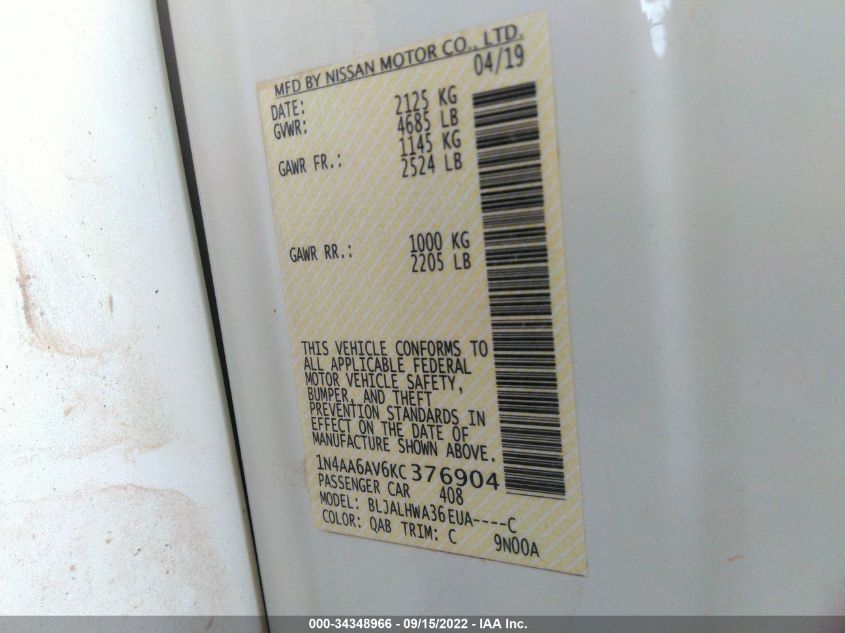 MFD BY NISSAN MOTOR CO., LTD.
DATE: 04/19
GVWR: 2125 KG
4685 LB
GAWR FR.: 1145 KG
2524 LB
GAWR RR.: 1000 KG
2205 LB
THIS VEHICLE CONFORMS TO
ALL APPLICABLE FEDERAL
MOTOR VEHICLE SAFETY,
BUMPER, AND THEFT
PREVENTION STANDARDS IN
EFFECT ON THE DATE OF
MANUFACTURE SHOWN ABOVE.
1N4AA6AV6KC376904
PASSENGER CAR 408
MODEL: BLJALHWA36EUA----C
COLOR: QAB TRIM: C 9N00A
000-34348966 - 09/15/2022 - IAA Inc.